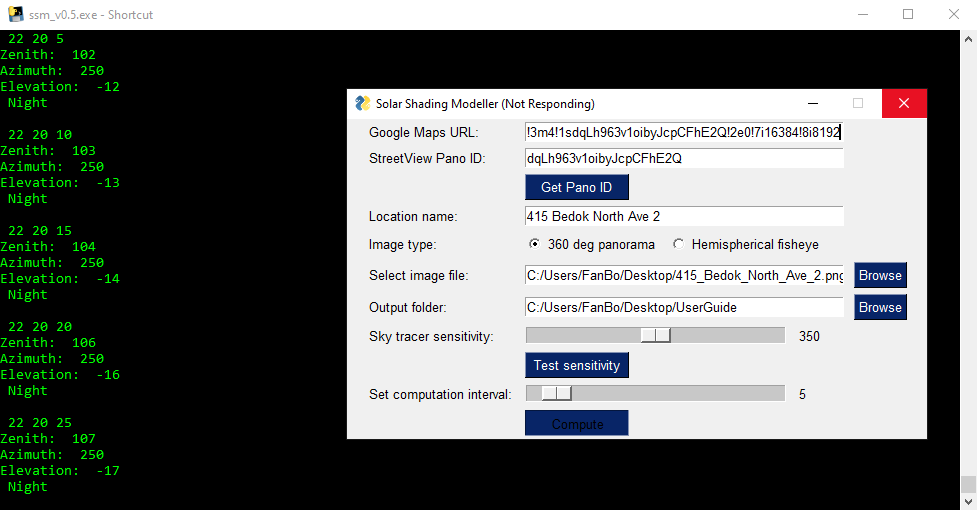 ssm_v0.5.exe - Shortcut
22 20 5
Zenith:  102
Azimuth:  250
Elevation:  -12
Night
22 20 10
Zenith:  103
Azimuth:  250
Elevation:  -13
Night
22 20 15
Zenith:  104
Azimuth:  250
Elevation:  -14
Night
22 20 20
Zenith:  106
Azimuth:  250
Elevation:  -16
Night
22 20 25
Zenith:  107
Azimuth:  250
Elevation:  -17
Night
Solar Shading Modeller (Not Responding)
Google Maps URL: !3m4!1sdqLh963v1oibyJcpCFhE2Q!2e0!7i16384!8i8192
StreetView Pano ID: dqLh963v1oibyJcpCFhE2Q
Get Pano ID
Location name: 415 Bedok North Ave 2
Image type: 360 deg panorama Hemispherical fisheye
Select image file: C:/Users/FanBo/Desktop/415_Bedok_North_Ave_2.png Browse
Output folder: C:/Users/FanBo/Desktop/UserGuide Browse
Sky tracer sensitivity: 350
Test sensitivity
Set computation interval: 5
Compute